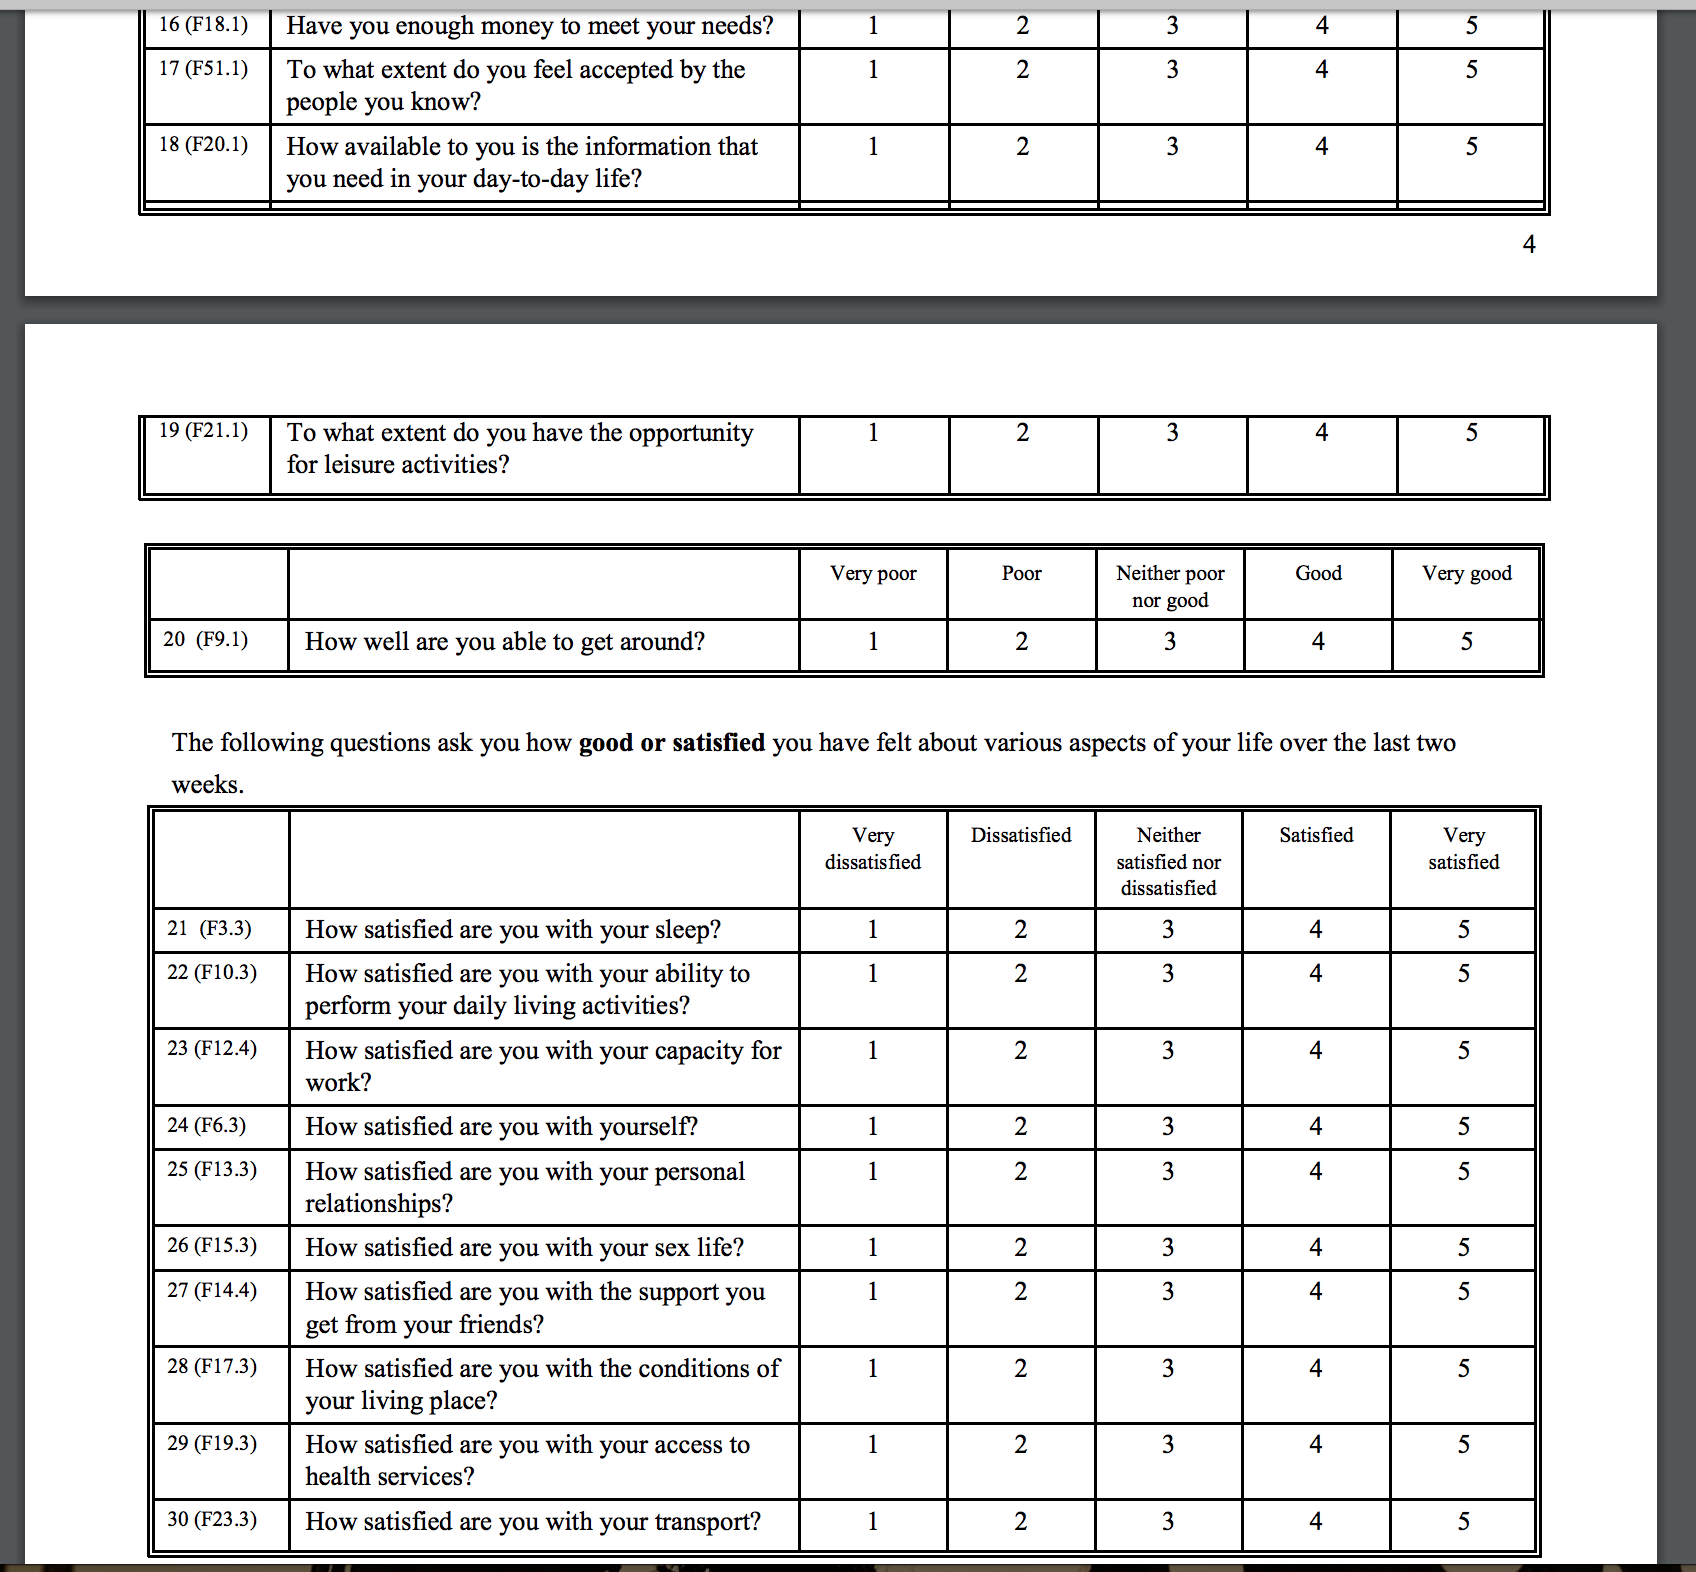 16 (F18.1) Have you enough money to meet your needs? 1 2 3 4 5
17 (F51.1) To what extent do you feel accepted by the 1 2 3 4 5
people you know?
18 (F20.1) How available to you is the information that 1 2 3 4 5
you need in your day-to-day life?
4
19 (F21.1) To what extent do you have the opportunity 1 2 3 4 5
for leisure activities?
Very poor Poor Neither poor Good Very good
nor good
20 (F9.1) How well are you able to get around? 1 2 3 4 5
The following questions ask you how good or satisfied you have felt about various aspects of your life over the last two
weeks.
Very Dissatisfied Neither Satisfied Very
dissatisfied satisfied nor satisfied
dissatisfied
21 (F3.3) How satisfied are you with your sleep? 1 2 3 4 5
22 (F10.3) How satisfied are you with your ability to 1 2 3 4 5
perform your daily living activities?
23 (F12.4) How satisfied are you with your capacity for 1 2 3 4 5
work?
24 (F6.3) How satisfied are you with yourself? 1 2 3 4 5
25 (F13.3) How satisfied are you with your personal 1 2 3 4 5
relationships?
26 (F15.3) How satisfied are you with your sex life? 1 2 3 4 5
27 (F14.4) How satisfied are you with the support you 1 2 3 4 5
get from your friends?
28 (F17.3) How satisfied are you with the conditions of 1 2 3 4 5
your living place?
29 (F19.3) How satisfied are you with your access to 1 2 3 4 5
health services?
30 (F23.3) How satisfied are you with your transport? 1 2 3 4 5